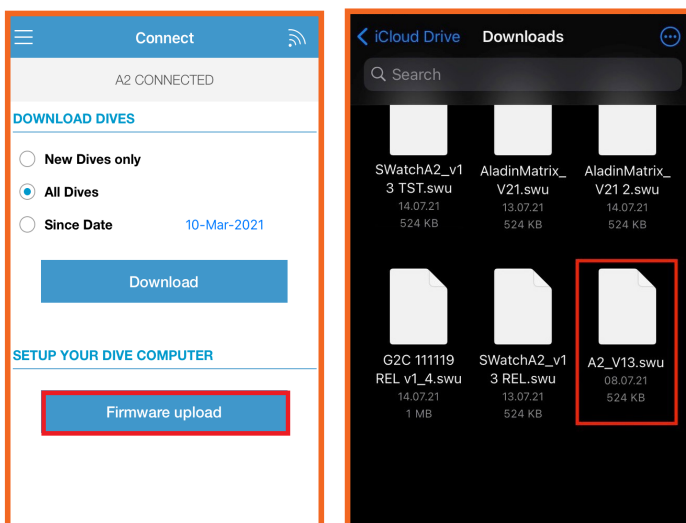 Connect
A2 CONNECTED
DOWNLOAD DIVES
New Dives only
All Dives
Since Date 10-Mar-2021
Download
SETUP YOUR DIVE COMPUTER
Firmware upload
iCloud Drive Downloads
Search
SWatchA2_v1
3 TST.swu
14.07.21
524 KB
AladinMatrix_
V21.swu
13.07.21
524 KB
AladinMatrix_
V21 2.swu
14.07.21
524 KB
G2C 111119
REL v1_4.swu
14.07.21
1 MB
SWatchA2_v1
3 REL.swu
13.07.21
524 KB
A2_V13.swu
08.07.21
524 KB